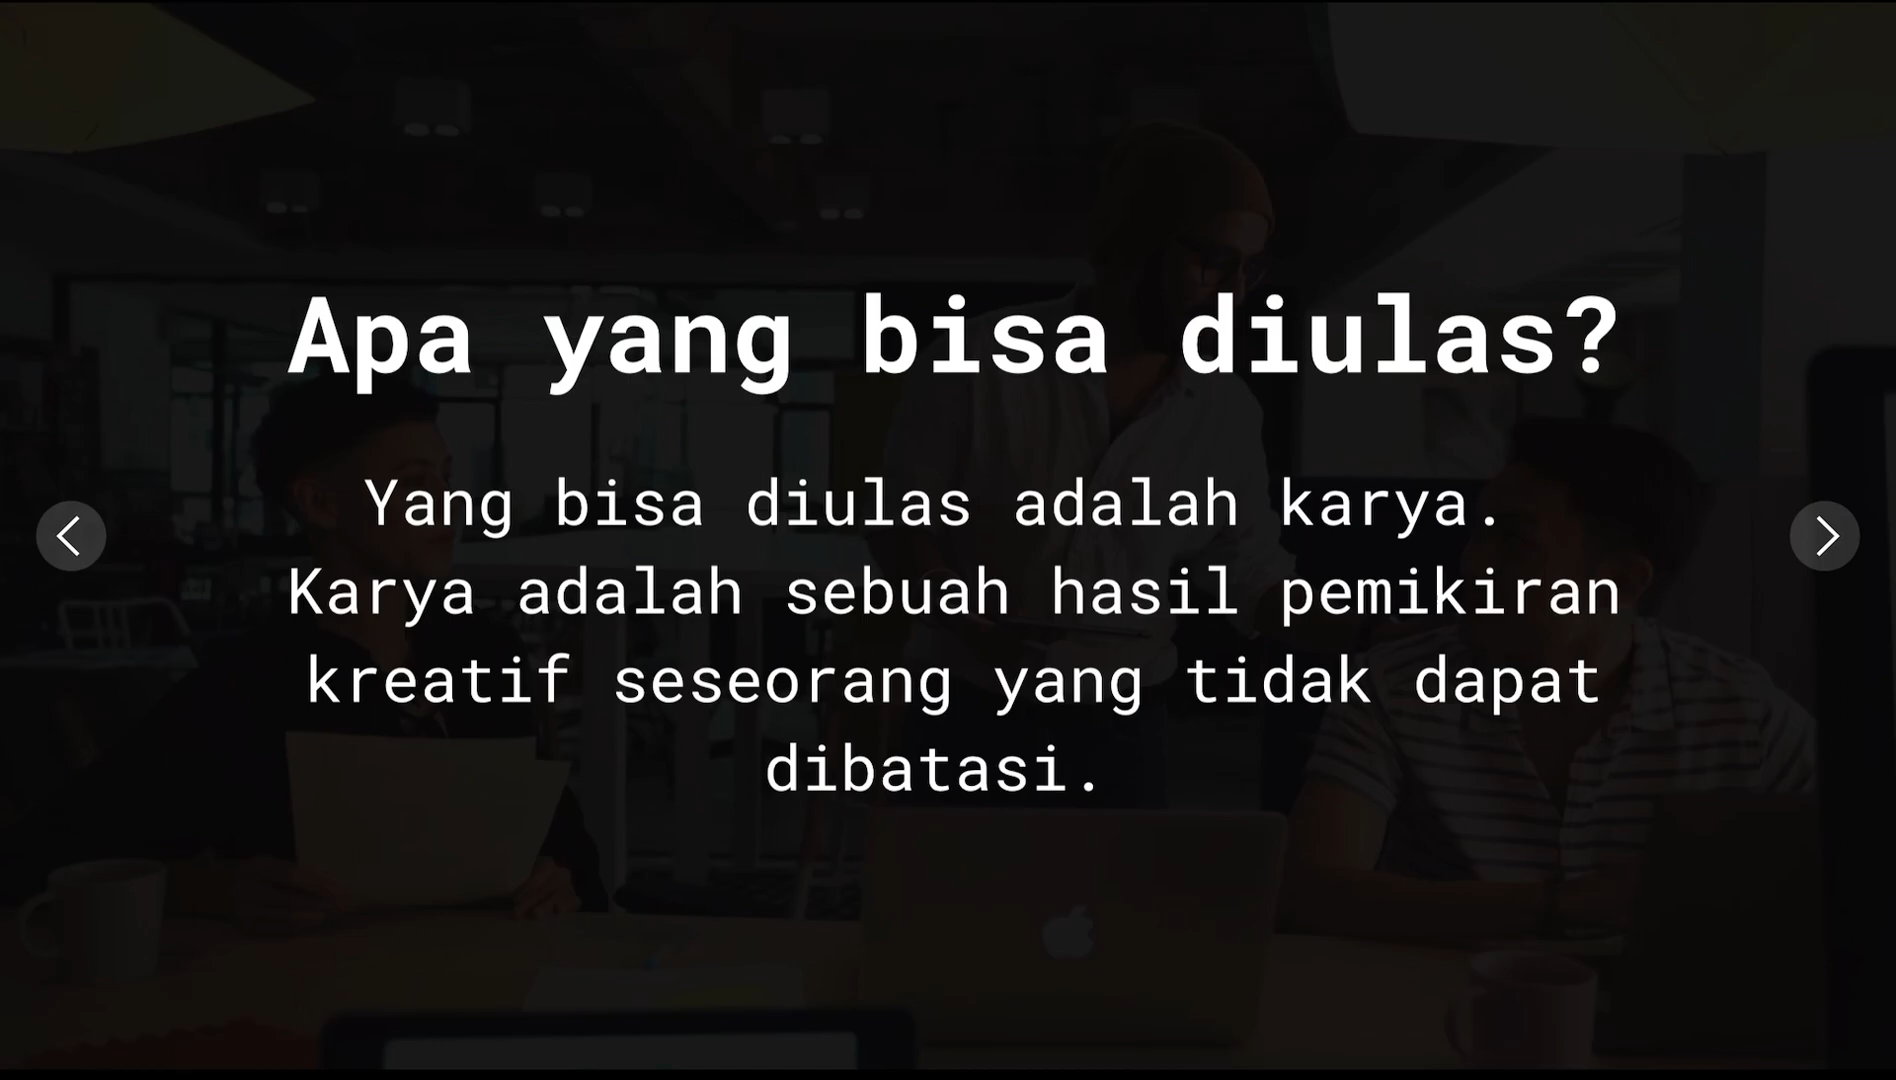 Apa yang bisa diulas?
Yang bisa diulas adalah karya.
Karya adalah sebuah hasil pemikiran
kreatif seseorang yang tidak dapat
dibatasi.